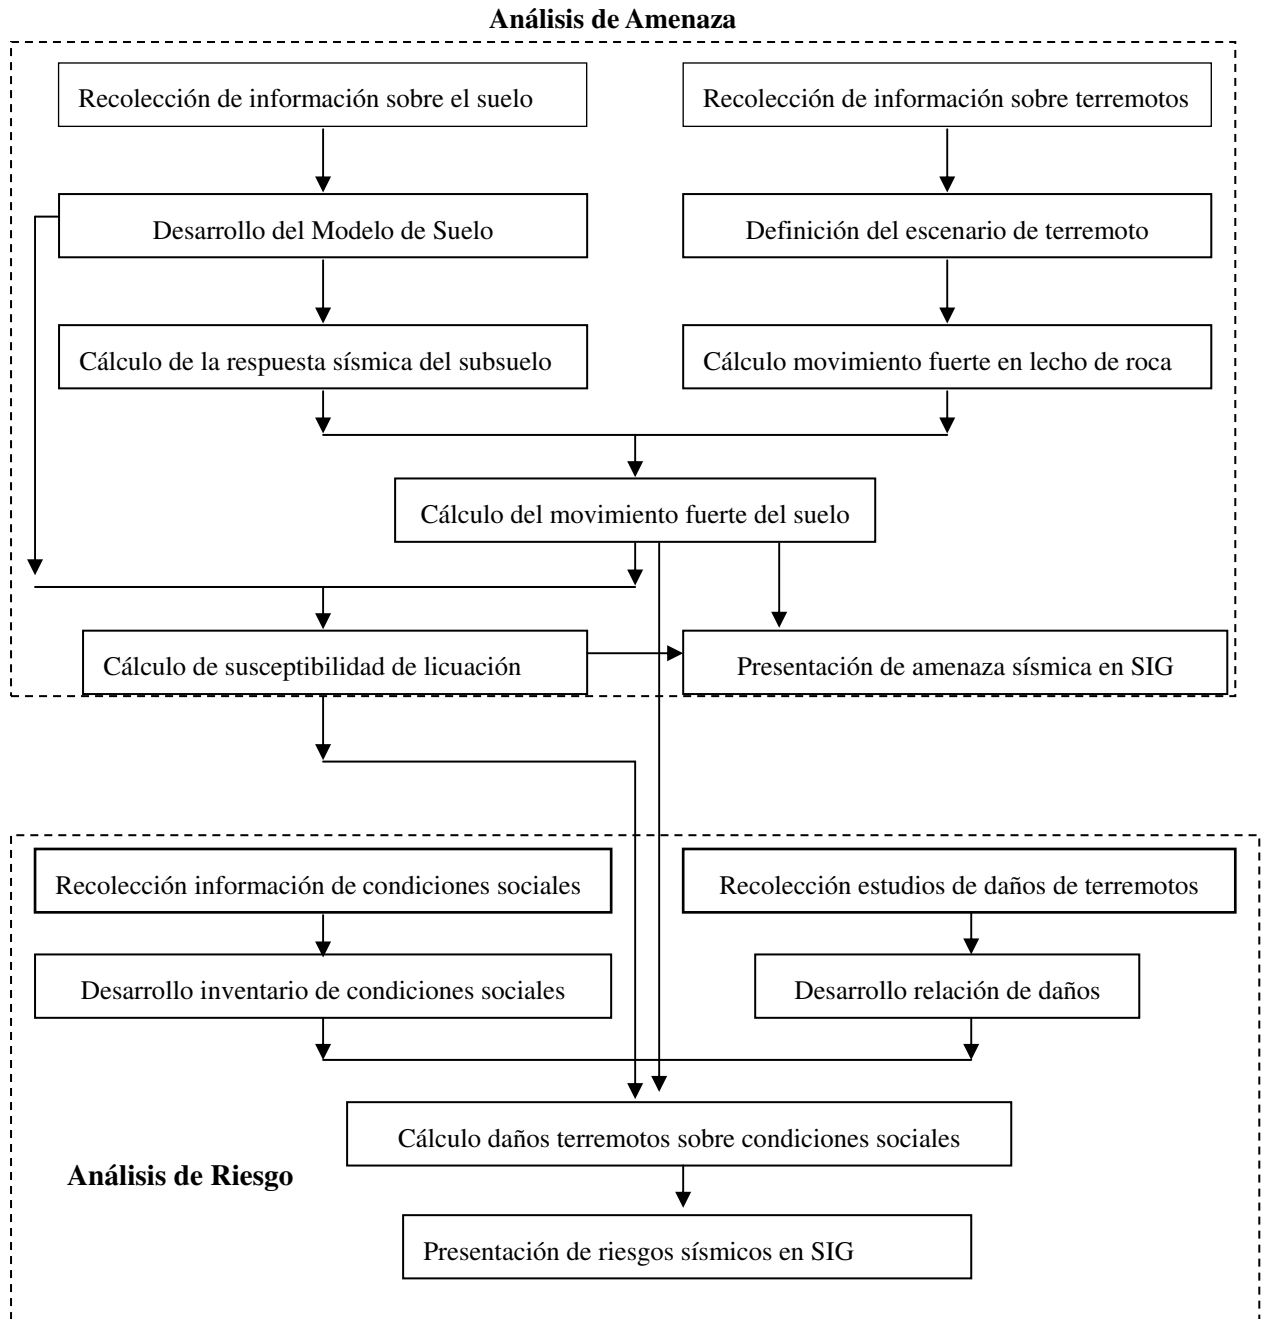 Análisis de Amenaza
Recolección de información sobre el suelo
Recolección de información sobre terremotos
Desarrollo del Modelo de Suelo
Definición del escenario de terremoto
Cálculo de la respuesta sísmica del subsuelo
Cálculo movimiento fuerte en lecho de roca
Cálculo del movimiento fuerte del suelo
Cálculo de susceptibilidad de licuación
Presentación de amenaza sísmica en SIG
Recolección información de condiciones sociales
Recolección estudios de daños de terremotos
Desarrollo inventario de condiciones sociales
Desarrollo relación de daños
Cálculo daños terremotos sobre condiciones sociales
Análisis de Riesgo
Presentación de riesgos sísmicos en SIG